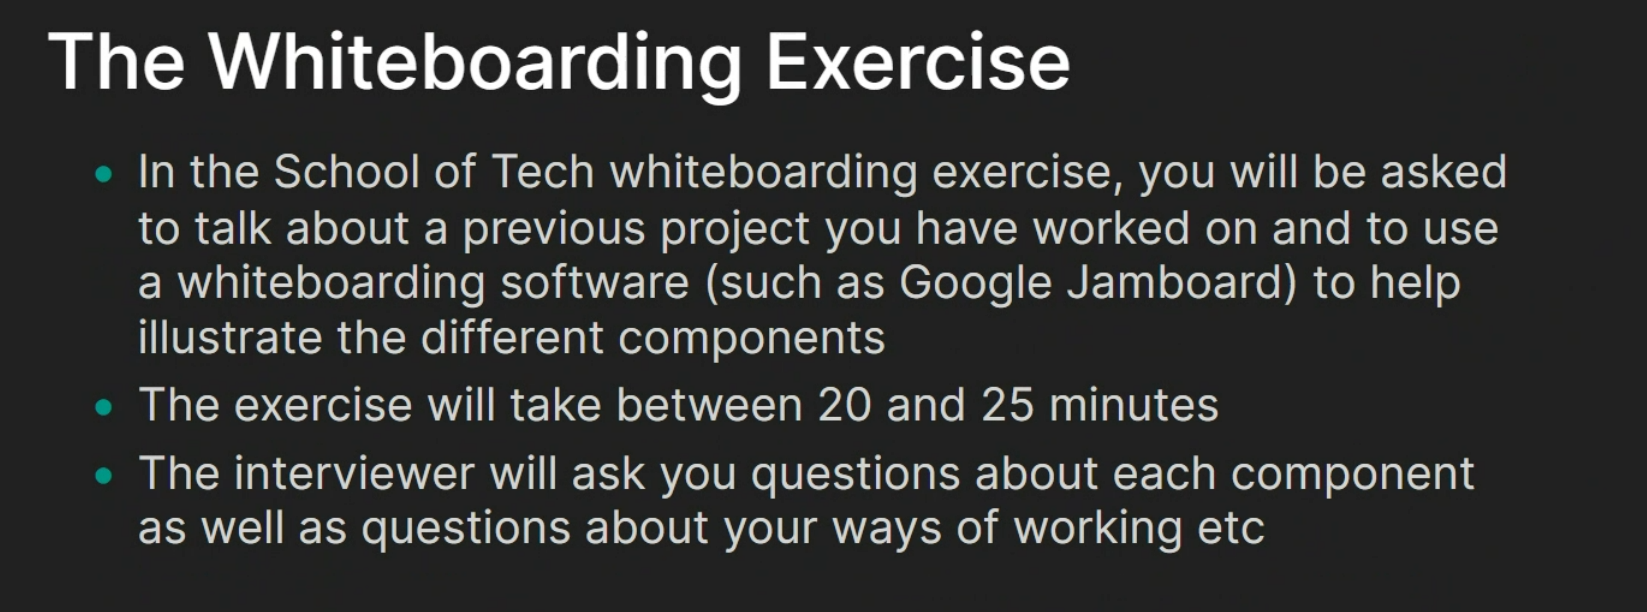 The Whiteboarding Exercise
• In the School of Tech whiteboarding exercise, you will be asked
to talk about a previous project you have worked on and to use
a whiteboarding software (such as Google Jamboard) to help
illustrate the different components
• The exercise will take between 20 and 25 minutes
• The interviewer will ask you questions about each component
as well as questions about your ways of working etc